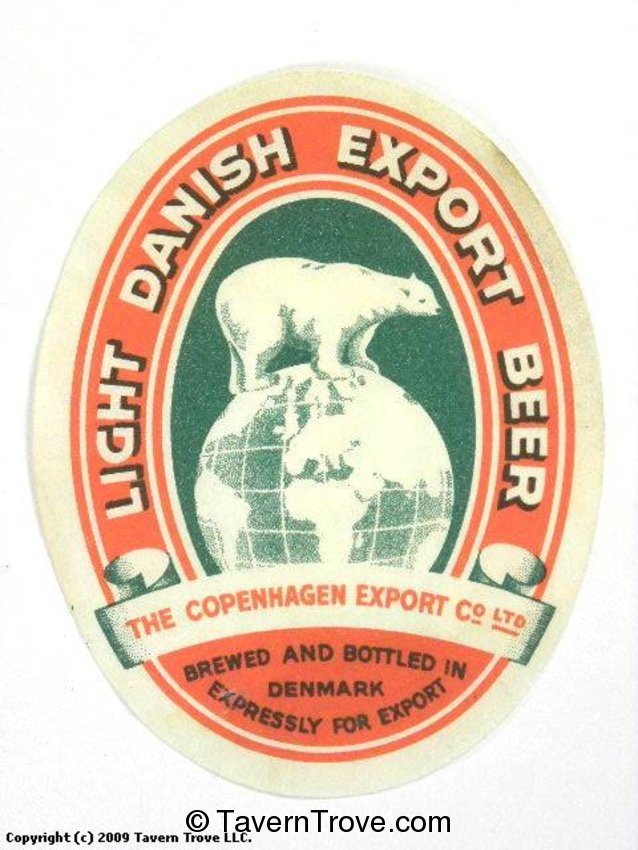 LIGHT DANISH EXPORT BEER
THE COPENHAGEN EXPORT CO LTD
BREWED AND BOTTLED IN
DENMARK
EXPRESSLY FOR EXPORT
© TavernTrove.com
Copyright (c) 2009 Tavern Trove LLC.